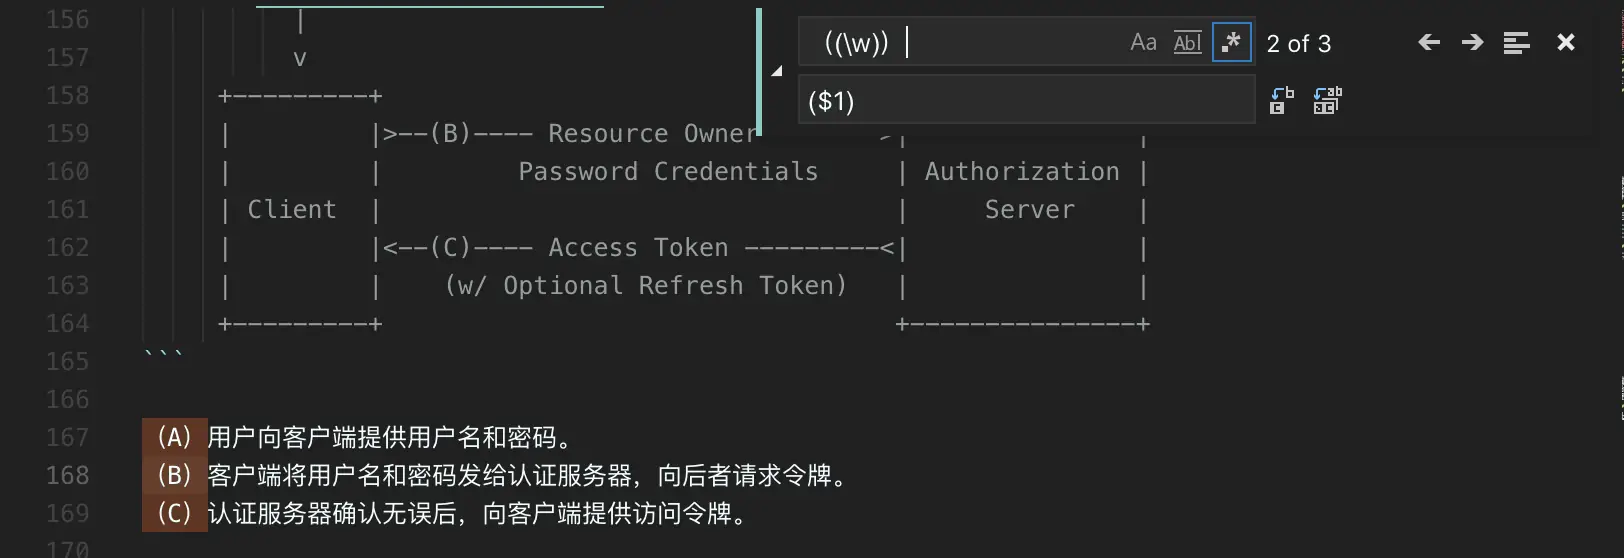 156 |
157 v
((\w)) Aa Abl .* 2 of 3
($1)
158 +---------+
159 | |>--(B)---- Resource Owner >| |
160 | | Password Credentials | Authorization |
161 | Client | | Server |
162 | |<--(C)---- Access Token ---------<| |
163 | | (w/ Optional Refresh Token) | |
164 +---------+ +---------------+
165 ```
166
167 （A）用户向客户端提供用户名和密码。
168 （B）客户端将用户名和密码发给认证服务器，向后者请求令牌。
169 （C）认证服务器确认无误后，向客户端提供访问令牌。
170